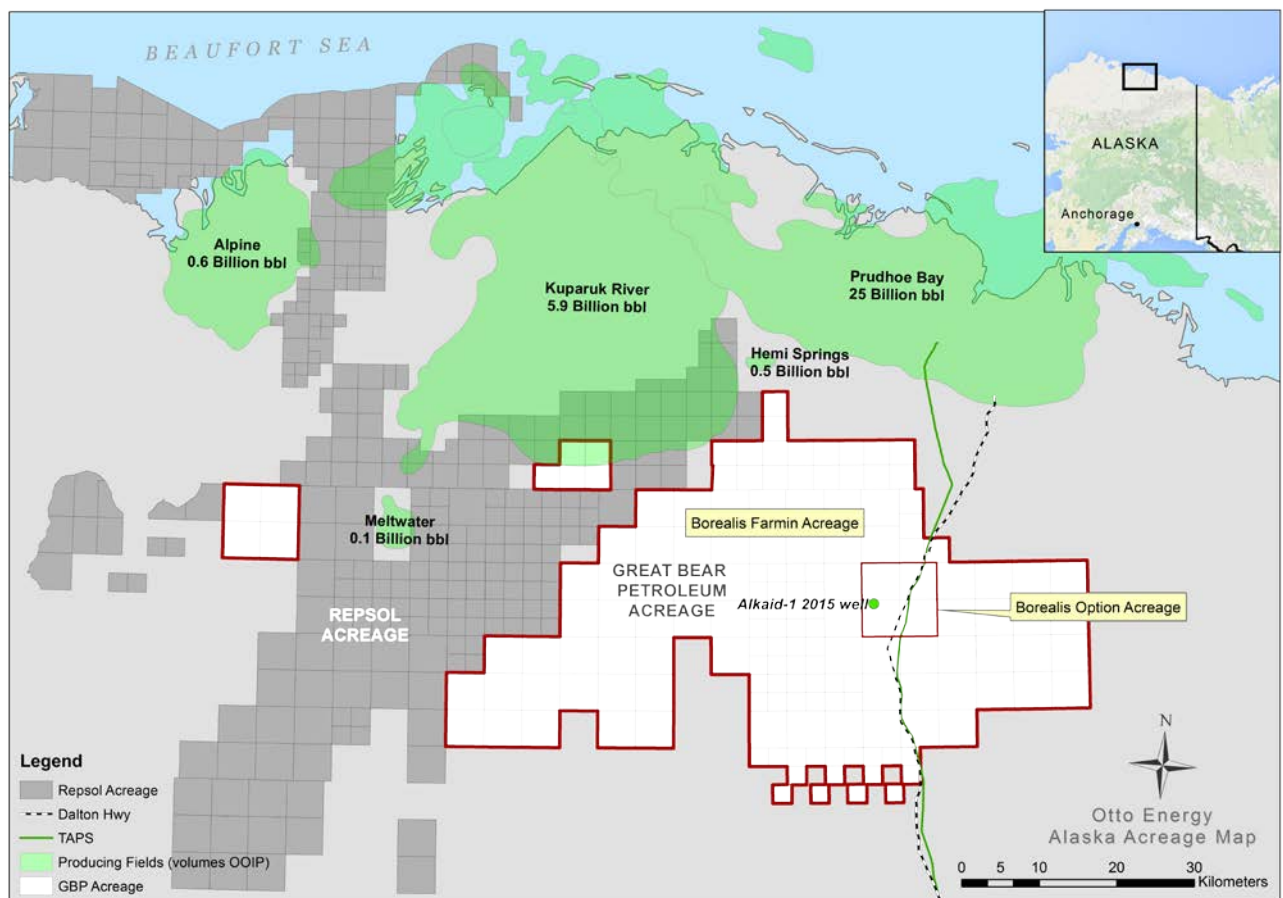 BEAUFORT SEA
ALASKA
Anchorage
Alpine
0.6 Billion bbl
Kuparuk River
5.9 Billion bbl
Prudhoe Bay
25 Billion bbl
Hemi Springs
0.5 Billion bbl
Meltwater
0.1 Billion bbl
Borealis Farmin Acreage
GREAT BEAR
PETROLEUM
ACREAGE
Alkaid-1 2015 well
Borealis Option Acreage
REPSOL
ACREAGE
Legend
Repsol Acreage
Dalton Hwy
TAPS
Producing Fields (volumes OOIP)
GBP Acreage
N
Otto Energy
Alaska Acreage Map
0 5 10 20 30
Kilometers